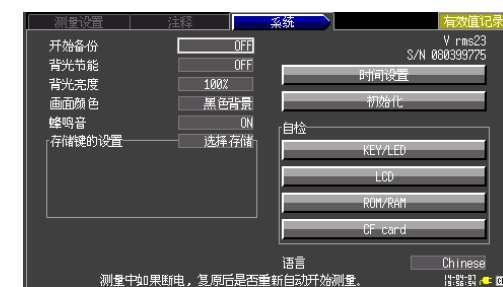 测量设置 注释 系统 有效值记录
开始备份 OFF
背光节能 OFF
背光亮度 100%
画面颜色 黑色背景
蜂鸣音 ON
存储键的设置 选择存储
V rms23
S/N 080399775
时间设置
初始化
自检
KEY/LED
LCD
ROM/RAM
CF card
语言 Chinese
测量中如果断电，复原后是否重新自动开始测量。